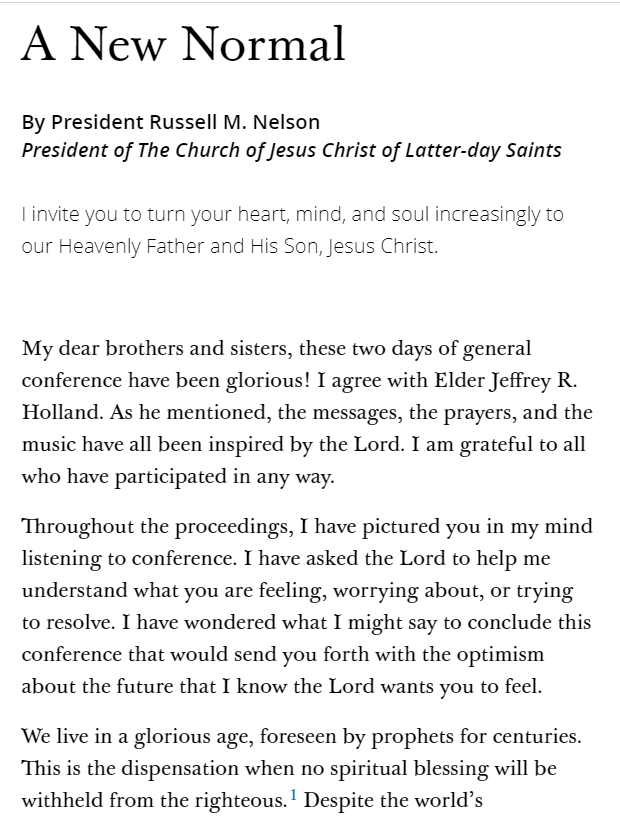 A New Normal
By President Russell M. Nelson
President of The Church of Jesus Christ of Latter-day Saints
I invite you to turn your heart, mind, and soul increasingly to
our Heavenly Father and His Son, Jesus Christ.
My dear brothers and sisters, these two days of general
conference have been glorious! I agree with Elder Jeffrey R.
Holland. As he mentioned, the messages, the prayers, and the
music have all been inspired by the Lord. I am grateful to all
who have participated in any way.
Throughout the proceedings, I have pictured you in my mind
listening to conference. I have asked the Lord to help me
understand what you are feeling, worrying about, or trying
to resolve. I have wondered what I might say to conclude this
conference that would send you forth with the optimism
about the future that I know the Lord wants you to feel.
We live in a glorious age, foreseen by prophets for centuries.
This is the dispensation when no spiritual blessing will be
withheld from the righteous.1 Despite the world’s